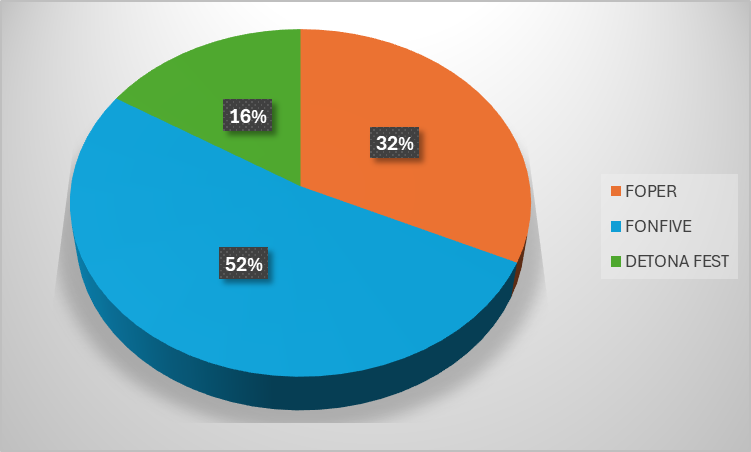 16%
32%
52%
FOPER
FONFIVE
DETONA FEST